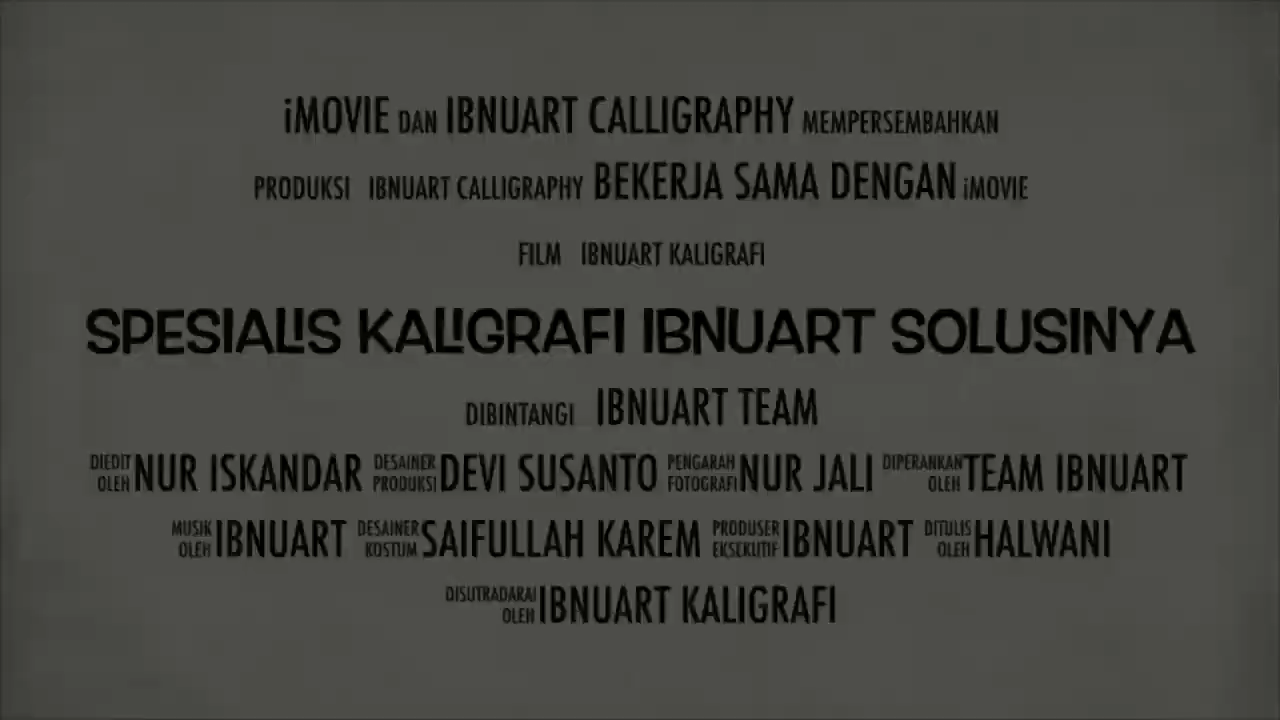 iMOVIE DAN IBNUART CALLIGRAPHY MEMPERSEMBAHKAN
PRODUKSI IBNUART CALLIGRAPHY BEKERJA SAMA DENGAN iMOVIE
FILM IBNUART KALIGRAFI
SPESIALIS KALIGRAFI IBNUART SOLUSINYA
DIBINTANGI IBNUART TEAM
DIEDIT OLEH NUR ISKANDAR DESAINER PRODUKSI DEVI SUSANTO PENGARAH FOTOGRAFI NUR JALI DIPERANKAN OLEH TEAM IBNUART
MUSIK OLEH IBNUART DESAINER KOSTUM SAIFULLAH KAREM PRODUSER EKSEKUTIF IBNUART DITULIS OLEH HALWANI
DISUTRADARAI OLEH IBNUART KALIGRAFI